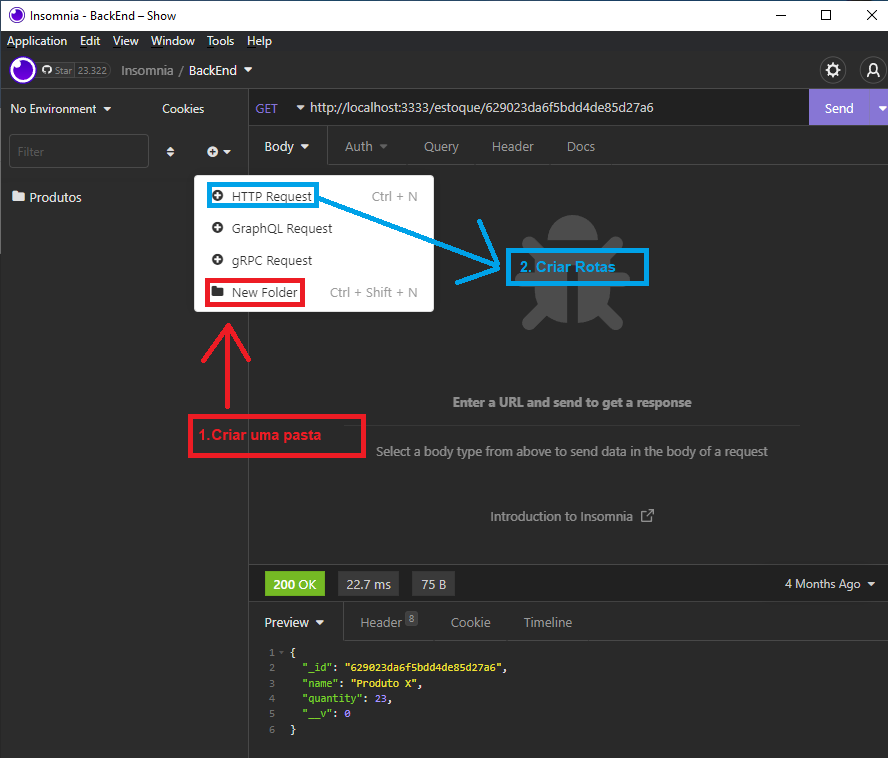 Insomnia - BackEnd – Show
Application Edit View Window Tools Help
Star 23.322 Insomnia / BackEnd
No Environment Cookies
GET http://localhost:3333/estoque/629023da6f5bdd4de85d27a6 Send
Filter
Body Auth Query Header Docs
Produtos
HTTP Request Ctrl + N
GraphQL Request
gRPC Request
New Folder Ctrl + Shift + N
2. Criar Rotas
1.Criar uma pasta
Enter a URL and send to get a response
Select a body type from above to send data in the body of a request
Introduction to Insomnia
200 OK 22.7 ms 75 B 4 Months Ago
Preview Header 8 Cookie Timeline
1 {
2 "_id": "629023da6f5bdd4de85d27a6",
3 "name": "Produto X",
4 "quantity": 23,
5 "__v": 0
6 }